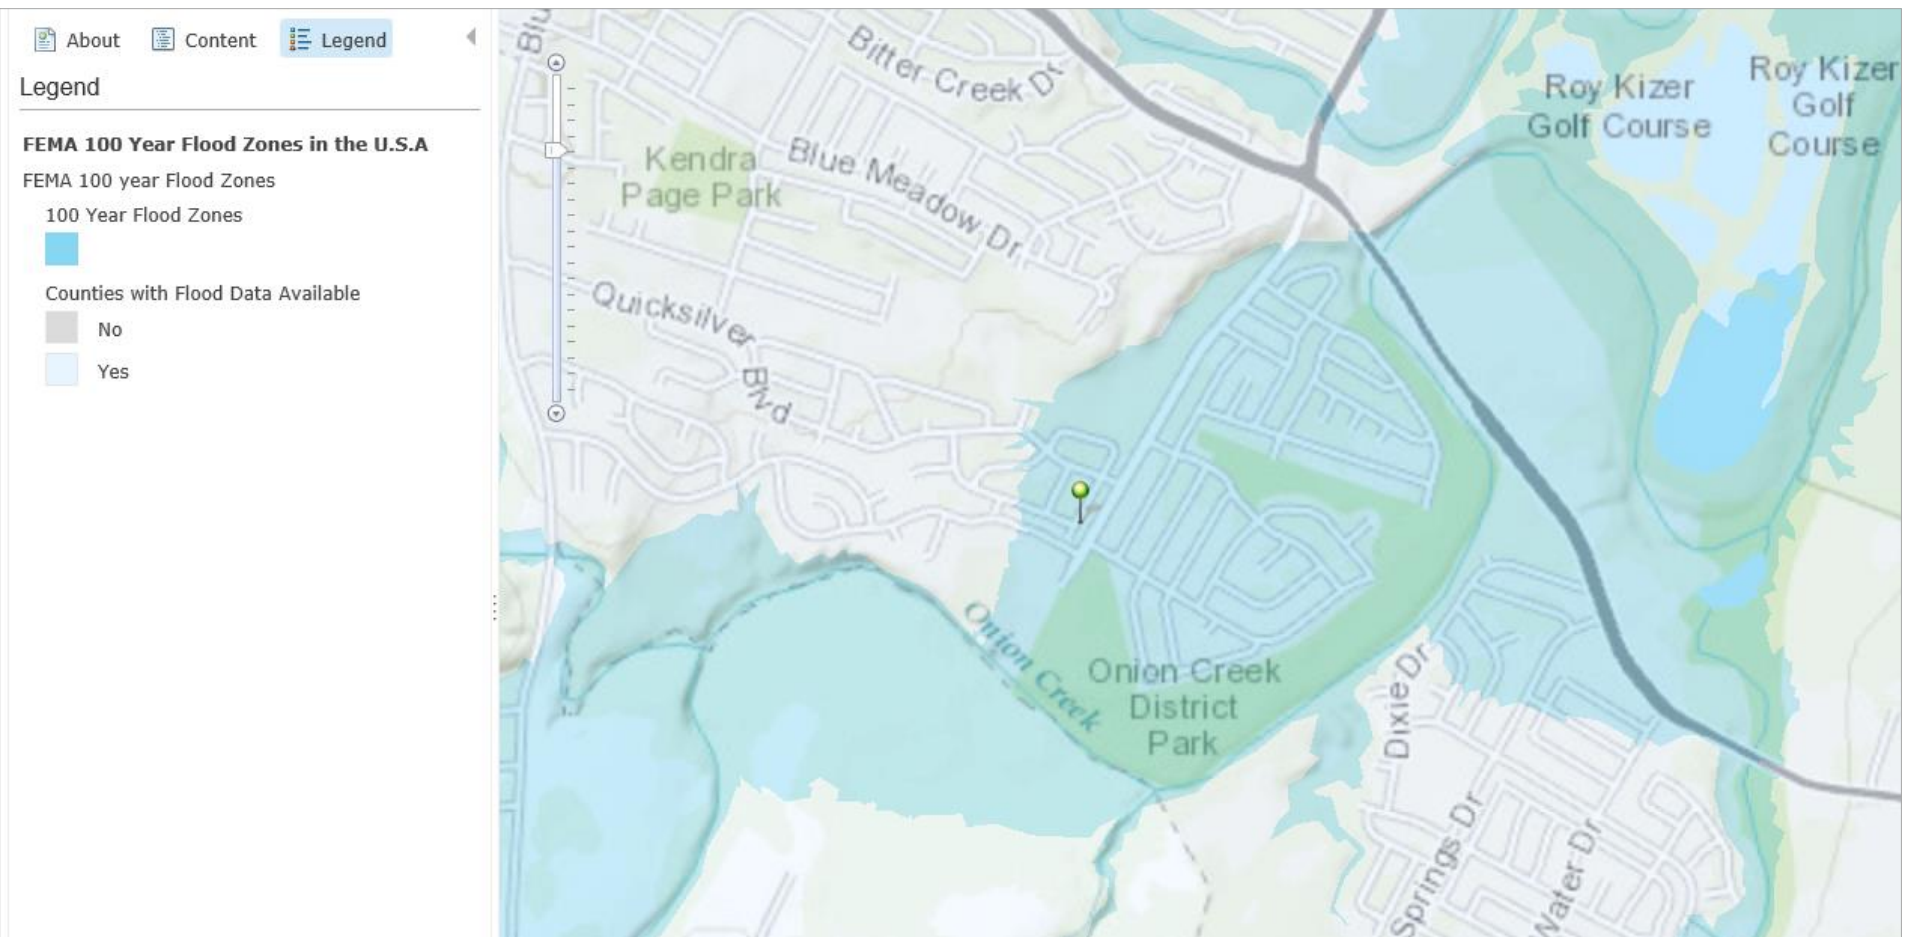 About
Content
Legend
Legend
FEMA 100 Year Flood Zones in the U.S.A
FEMA 100 year Flood Zones
100 Year Flood Zones
Counties with Flood Data Available
No
Yes
Blu
Bitter Creek Dr
Roy Kizer
Golf Course
Roy Kizer
Golf
Course
Kendra
Page Park
Blue Meadow Dr
Quicksilver
Blvd
Onion Creek
Onion Creek
District
Park
Dixie Dr
Springs Dr
Water Dr